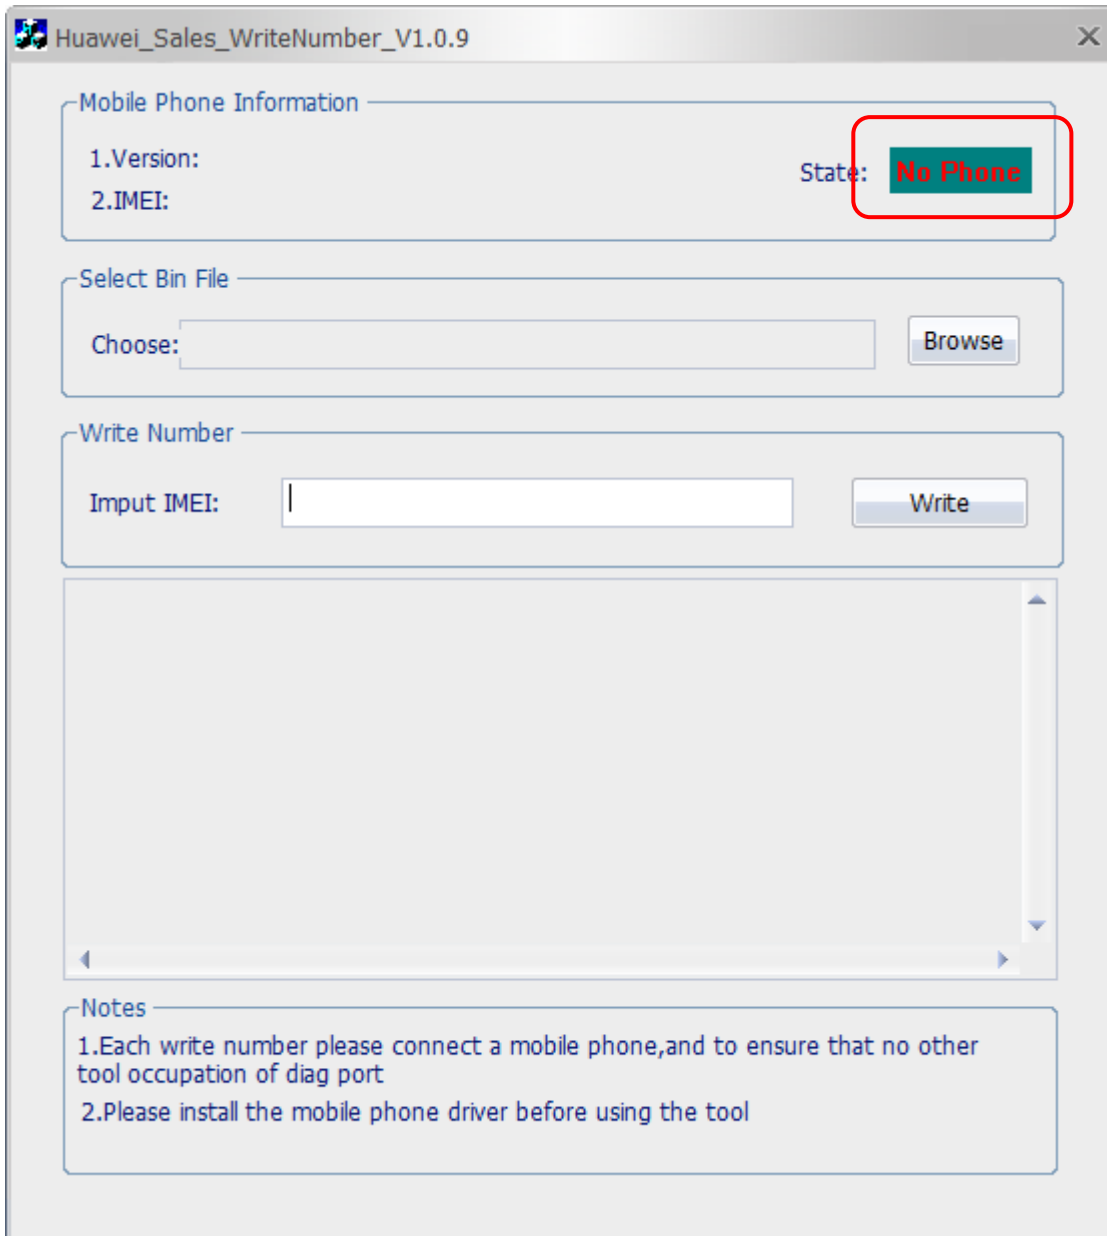 Huawei_Sales_WriteNumber_V1.0.9
Mobile Phone Information
1.Version:
State: No Phone
2.IMEI:
Select Bin File
Choose:
Browse
Write Number
Imput IMEI:
Write
Notes
1.Each write number please connect a mobile phone,and to ensure that no other
tool occupation of diag port
2.Please install the mobile phone driver before using the tool